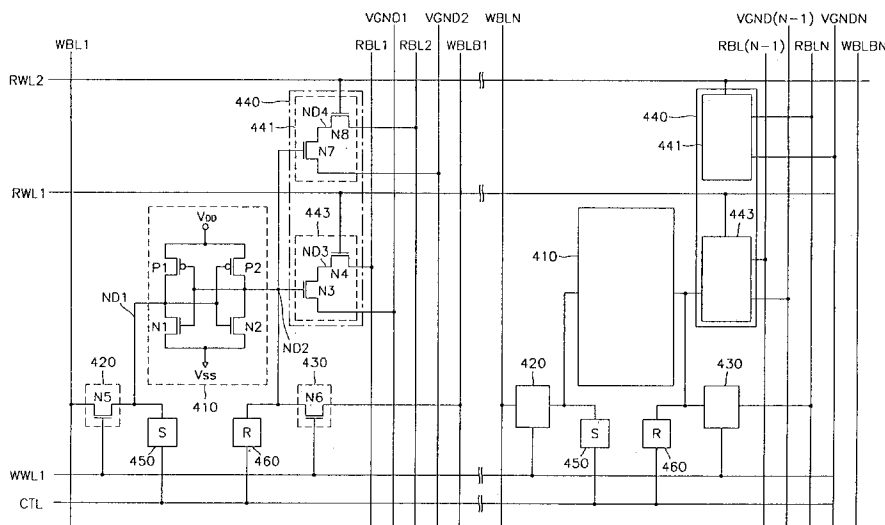 VGND1 VGND(N-1)
WBL1 VGND2 WBLN VGNDN
RBL1 RBL2 WBLB1 RBL(N-1) RBLN WBLBN
RWL2
440 ND4 440
441 N8 441
N7
RWL1
VDD 443 443
P1 P2 ND3 N4 410
ND1 N3
N1 N2
ND2
420 VSS 430 420 430
N5 410 N6
S R S R
450 460 450 460
WWL1
CTL